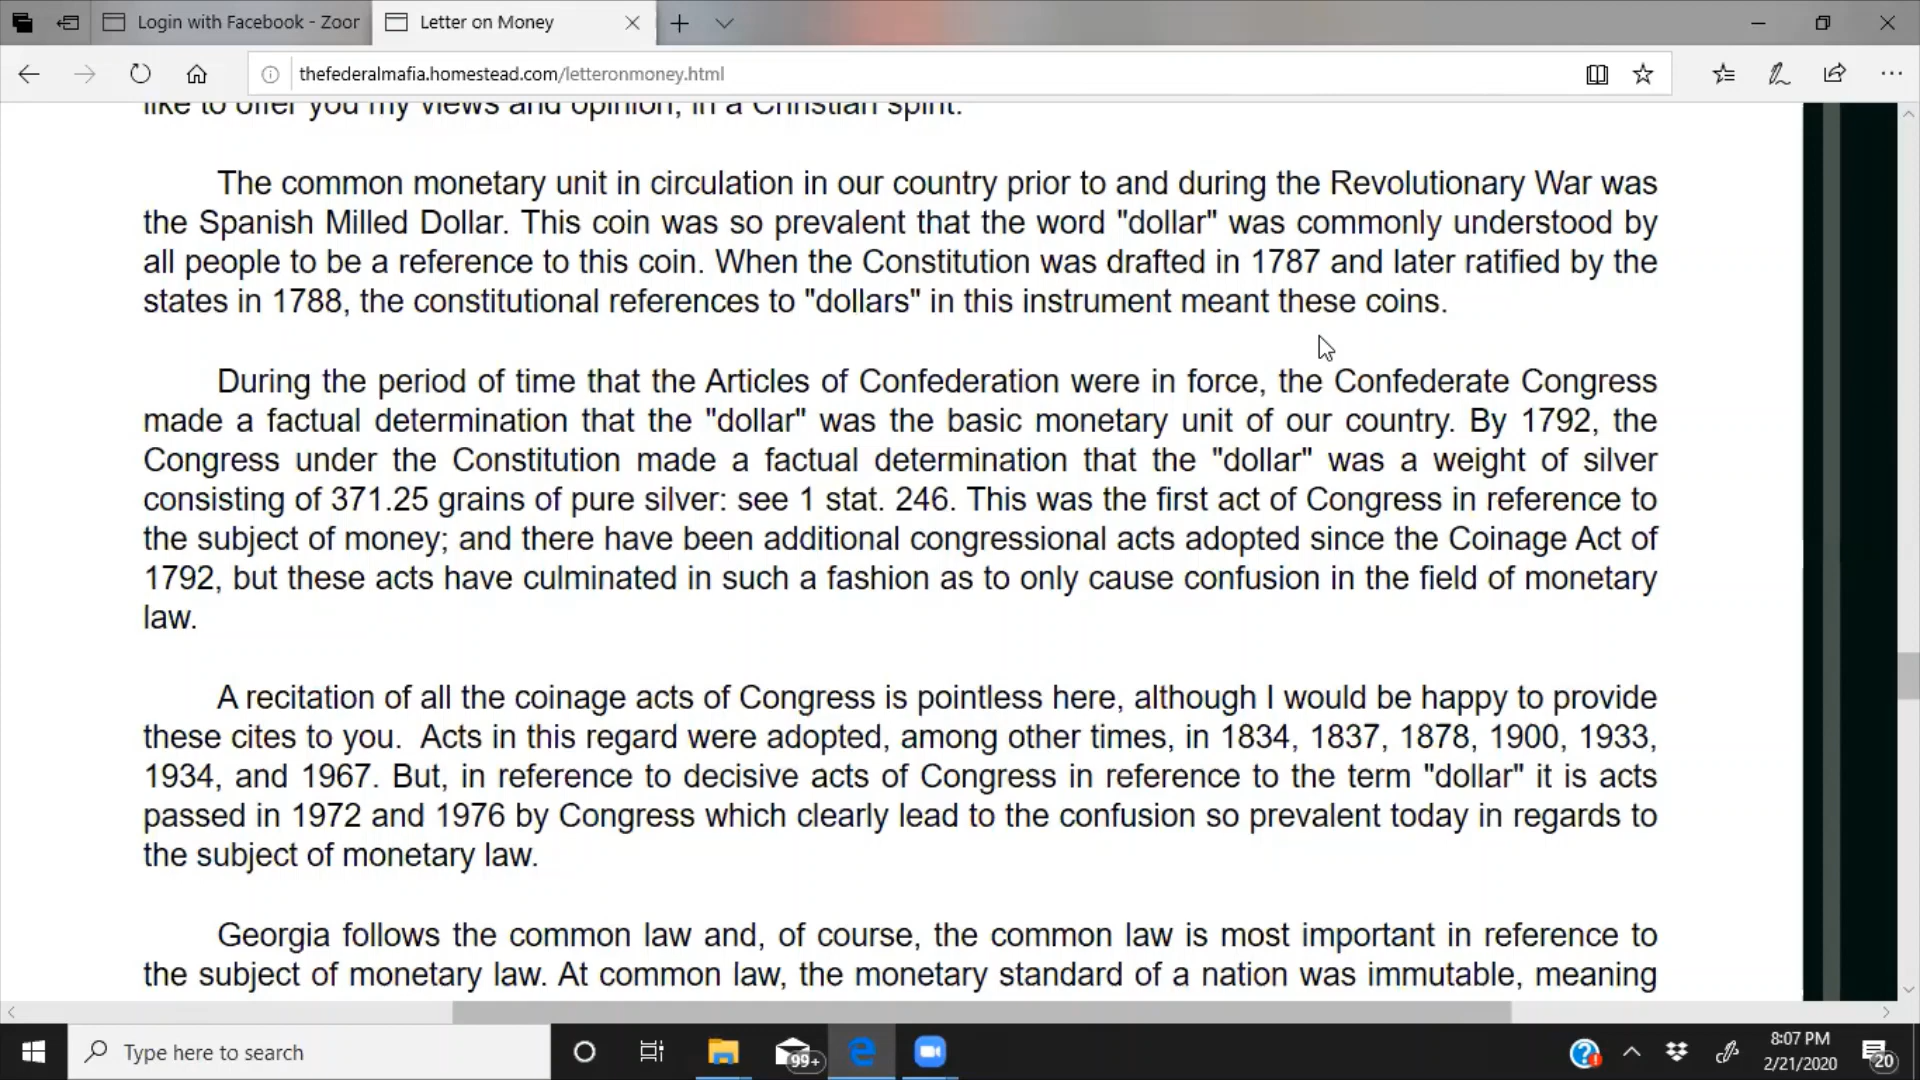 Login with Facebook - Zoor
Letter on Money
thefederalmafia.homestead.com/letteronmoney.html
like to offer you my views and opinion, in a Christian spirit.
The common monetary unit in circulation in our country prior to and during the Revolutionary War was
the Spanish Milled Dollar. This coin was so prevalent that the word "dollar" was commonly understood by
all people to be a reference to this coin. When the Constitution was drafted in 1787 and later ratified by the
states in 1788, the constitutional references to "dollars" in this instrument meant these coins.
During the period of time that the Articles of Confederation were in force, the Confederate Congress
made a factual determination that the "dollar" was the basic monetary unit of our country. By 1792, the
Congress under the Constitution made a factual determination that the "dollar" was a weight of silver
consisting of 371.25 grains of pure silver: see 1 stat. 246. This was the first act of Congress in reference to
the subject of money; and there have been additional congressional acts adopted since the Coinage Act of
1792, but these acts have culminated in such a fashion as to only cause confusion in the field of monetary
law.
A recitation of all the coinage acts of Congress is pointless here, although I would be happy to provide
these cites to you. Acts in this regard were adopted, among other times, in 1834, 1837, 1878, 1900, 1933,
1934, and 1967. But, in reference to decisive acts of Congress in reference to the term "dollar" it is acts
passed in 1972 and 1976 by Congress which clearly lead to the confusion so prevalent today in regards to
the subject of monetary law.
Georgia follows the common law and, of course, the common law is most important in reference to
the subject of monetary law. At common law, the monetary standard of a nation was immutable, meaning
Type here to search
99+
8:07 PM
2/21/2020
20